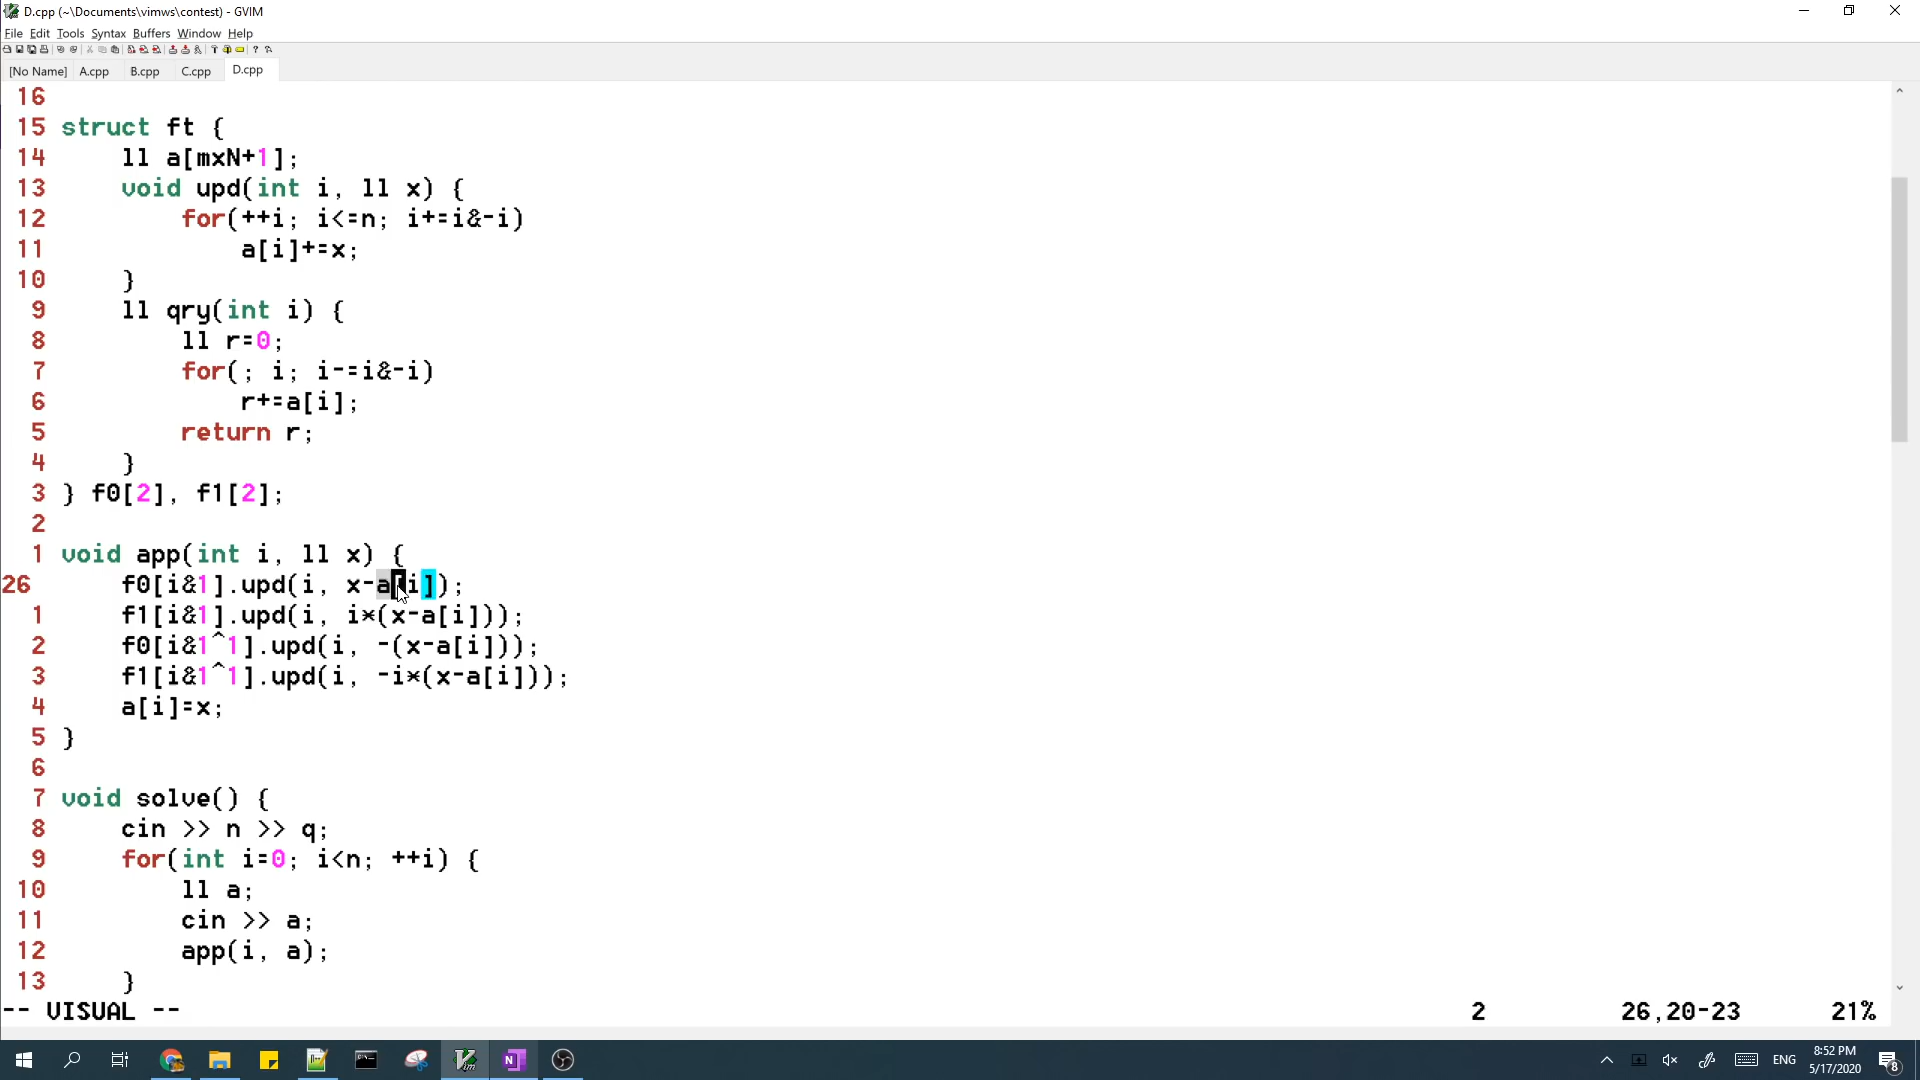 D.cpp (~\Documents\vimws\contest) - GVIM
File Edit Tools Syntax Buffers Window Help
[No Name] A.cpp B.cpp C.cpp D.cpp
16
15 struct ft {
14 ll a[mxN+1];
13 void upd(int i, ll x) {
12 for(++i; i<=n; i+=i&-i)
11 a[i]+=x;
10 }
9 ll qry(int i) {
8 ll r=0;
7 for(; i; i-=i&-i)
6 r+=a[i];
5 return r;
4 }
3 } f0[2], f1[2];
2
1 void app(int i, ll x) {
26 f0[i&1].upd(i, x-a[i]);
1 f1[i&1].upd(i, i*(x-a[i]));
2 f0[i&1^1].upd(i, -(x-a[i]));
3 f1[i&1^1].upd(i, -i*(x-a[i]));
4 a[i]=x;
5 }
6
7 void solve() {
8 cin >> n >> q;
9 for(int i=0; i<n; ++i) {
10 ll a;
11 cin >> a;
12 app(i, a);
13 }
-- VISUAL -- 2 26,20-23 21%
ENG 8:52 PM 5/17/2020 8